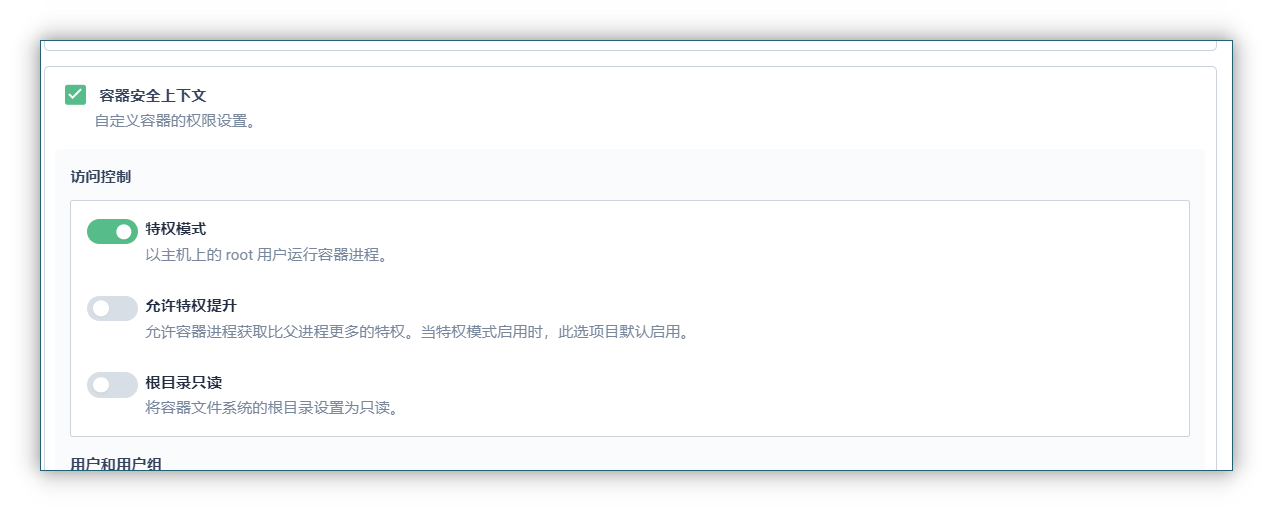 容器安全上下文
自定义容器的权限设置。
访问控制
特权模式
以主机上的 root 用户运行容器进程。
允许特权提升
允许容器进程获取比父进程更多的特权。当特权模式启用时，此选项目默认启用。
根目录只读
将容器文件系统的根目录设置为只读。
用户和用户组